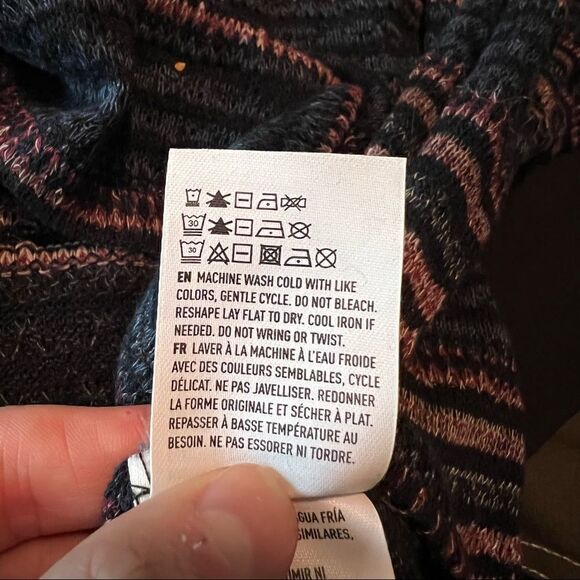 30
30
EN MACHINE WASH COLD WITH LIKE
COLORS, GENTLE CYCLE. DO NOT BLEACH.
RESHAPE LAY FLAT TO DRY. COOL IRON IF
NEEDED. DO NOT WRING OR TWIST.
FR LAVER À LA MACHINE À L'EAU FROIDE
AVEC DES COULEURS SEMBLABLES, CYCLE
DÉLICAT. NE PAS JAVELLISER. REDONNER
LA FORME ORIGINALE ET SÉCHER À PLAT.
REPASSER À BASSE TEMPÉRATURE AU
BESOIN. NE PAS ESSORER NI TORDRE.
AGUA FRÍA
SIMILARES,
NI